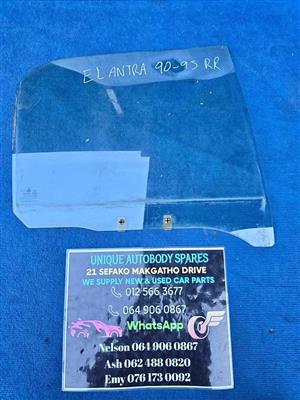 ELANTRA 90-95 RR
UNIQUE AUTOBODY SPARES
21 SEFAKO MAKGATHO DRIVE
WE SUPPLY NEW & USED CAR PARTS
012 566 3677
064 906 0867
WhatsApp
Nelson 064 906 0867
Ash 062 488 0820
Emy 076 173 0092